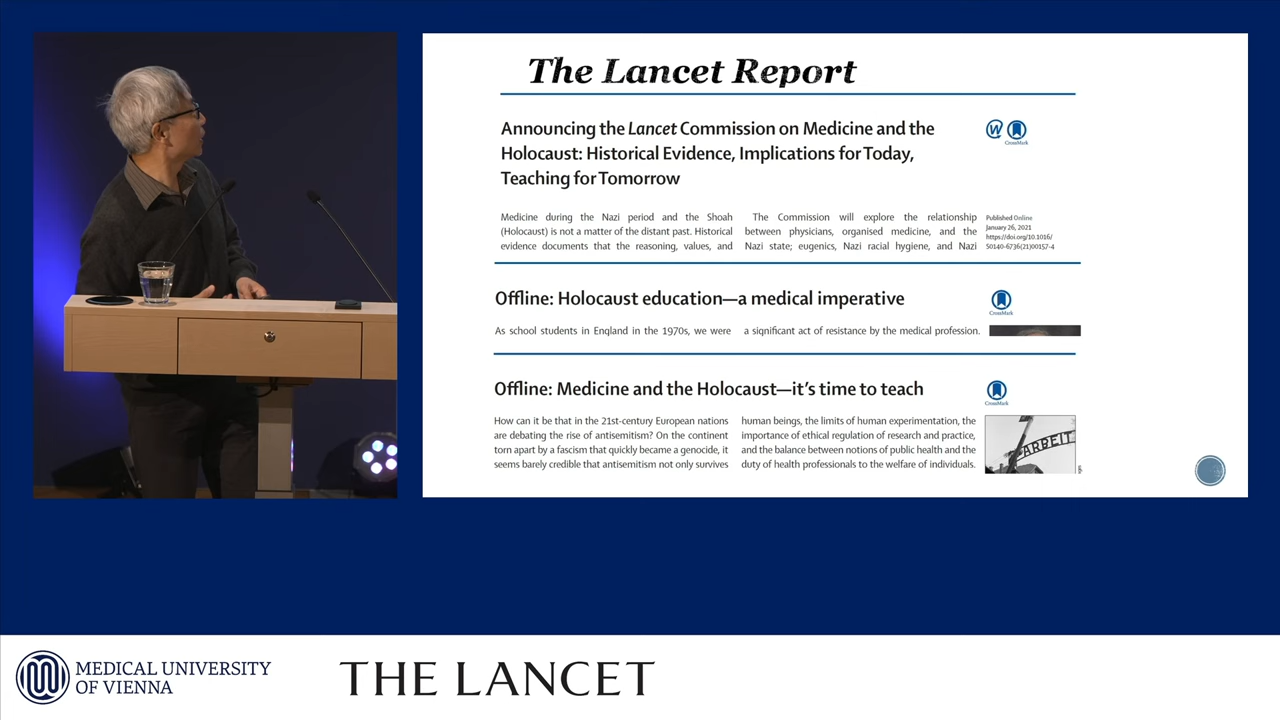 The Lancet Report
Announcing the Lancet Commission on Medicine and the
Holocaust: Historical Evidence, Implications for Today,
Teaching for Tomorrow
W
CrossMark
Medicine during the Nazi period and the Shoah
(Holocaust) is not a matter of the distant past. Historical
evidence documents that the reasoning, values, and
The Commission will explore the relationship
between physicians, organised medicine, and the
Nazi state; eugenics, Nazi racial hygiene, and Nazi
Published Online
January 26, 2021
https://doi.org/10.1016/
S0140-6736(21)00157-4
Offline: Holocaust education—a medical imperative
CrossMark
As school students in England in the 1970s, we were
a significant act of resistance by the medical profession.
Offline: Medicine and the Holocaust—it's time to teach
CrossMark
How can it be that in the 21st-century European nations
are debating the rise of antisemitism? On the continent
torn apart by a fascism that quickly became a genocide, it
seems barely credible that antisemitism not only survives
human beings, the limits of human experimentation, the
importance of ethical regulation of research and practice,
and the balance between notions of public health and the
duty of health professionals to the welfare of individuals.
ARBEIT
MEDICAL UNIVERSITY
OF VIENNA
THE LANCET